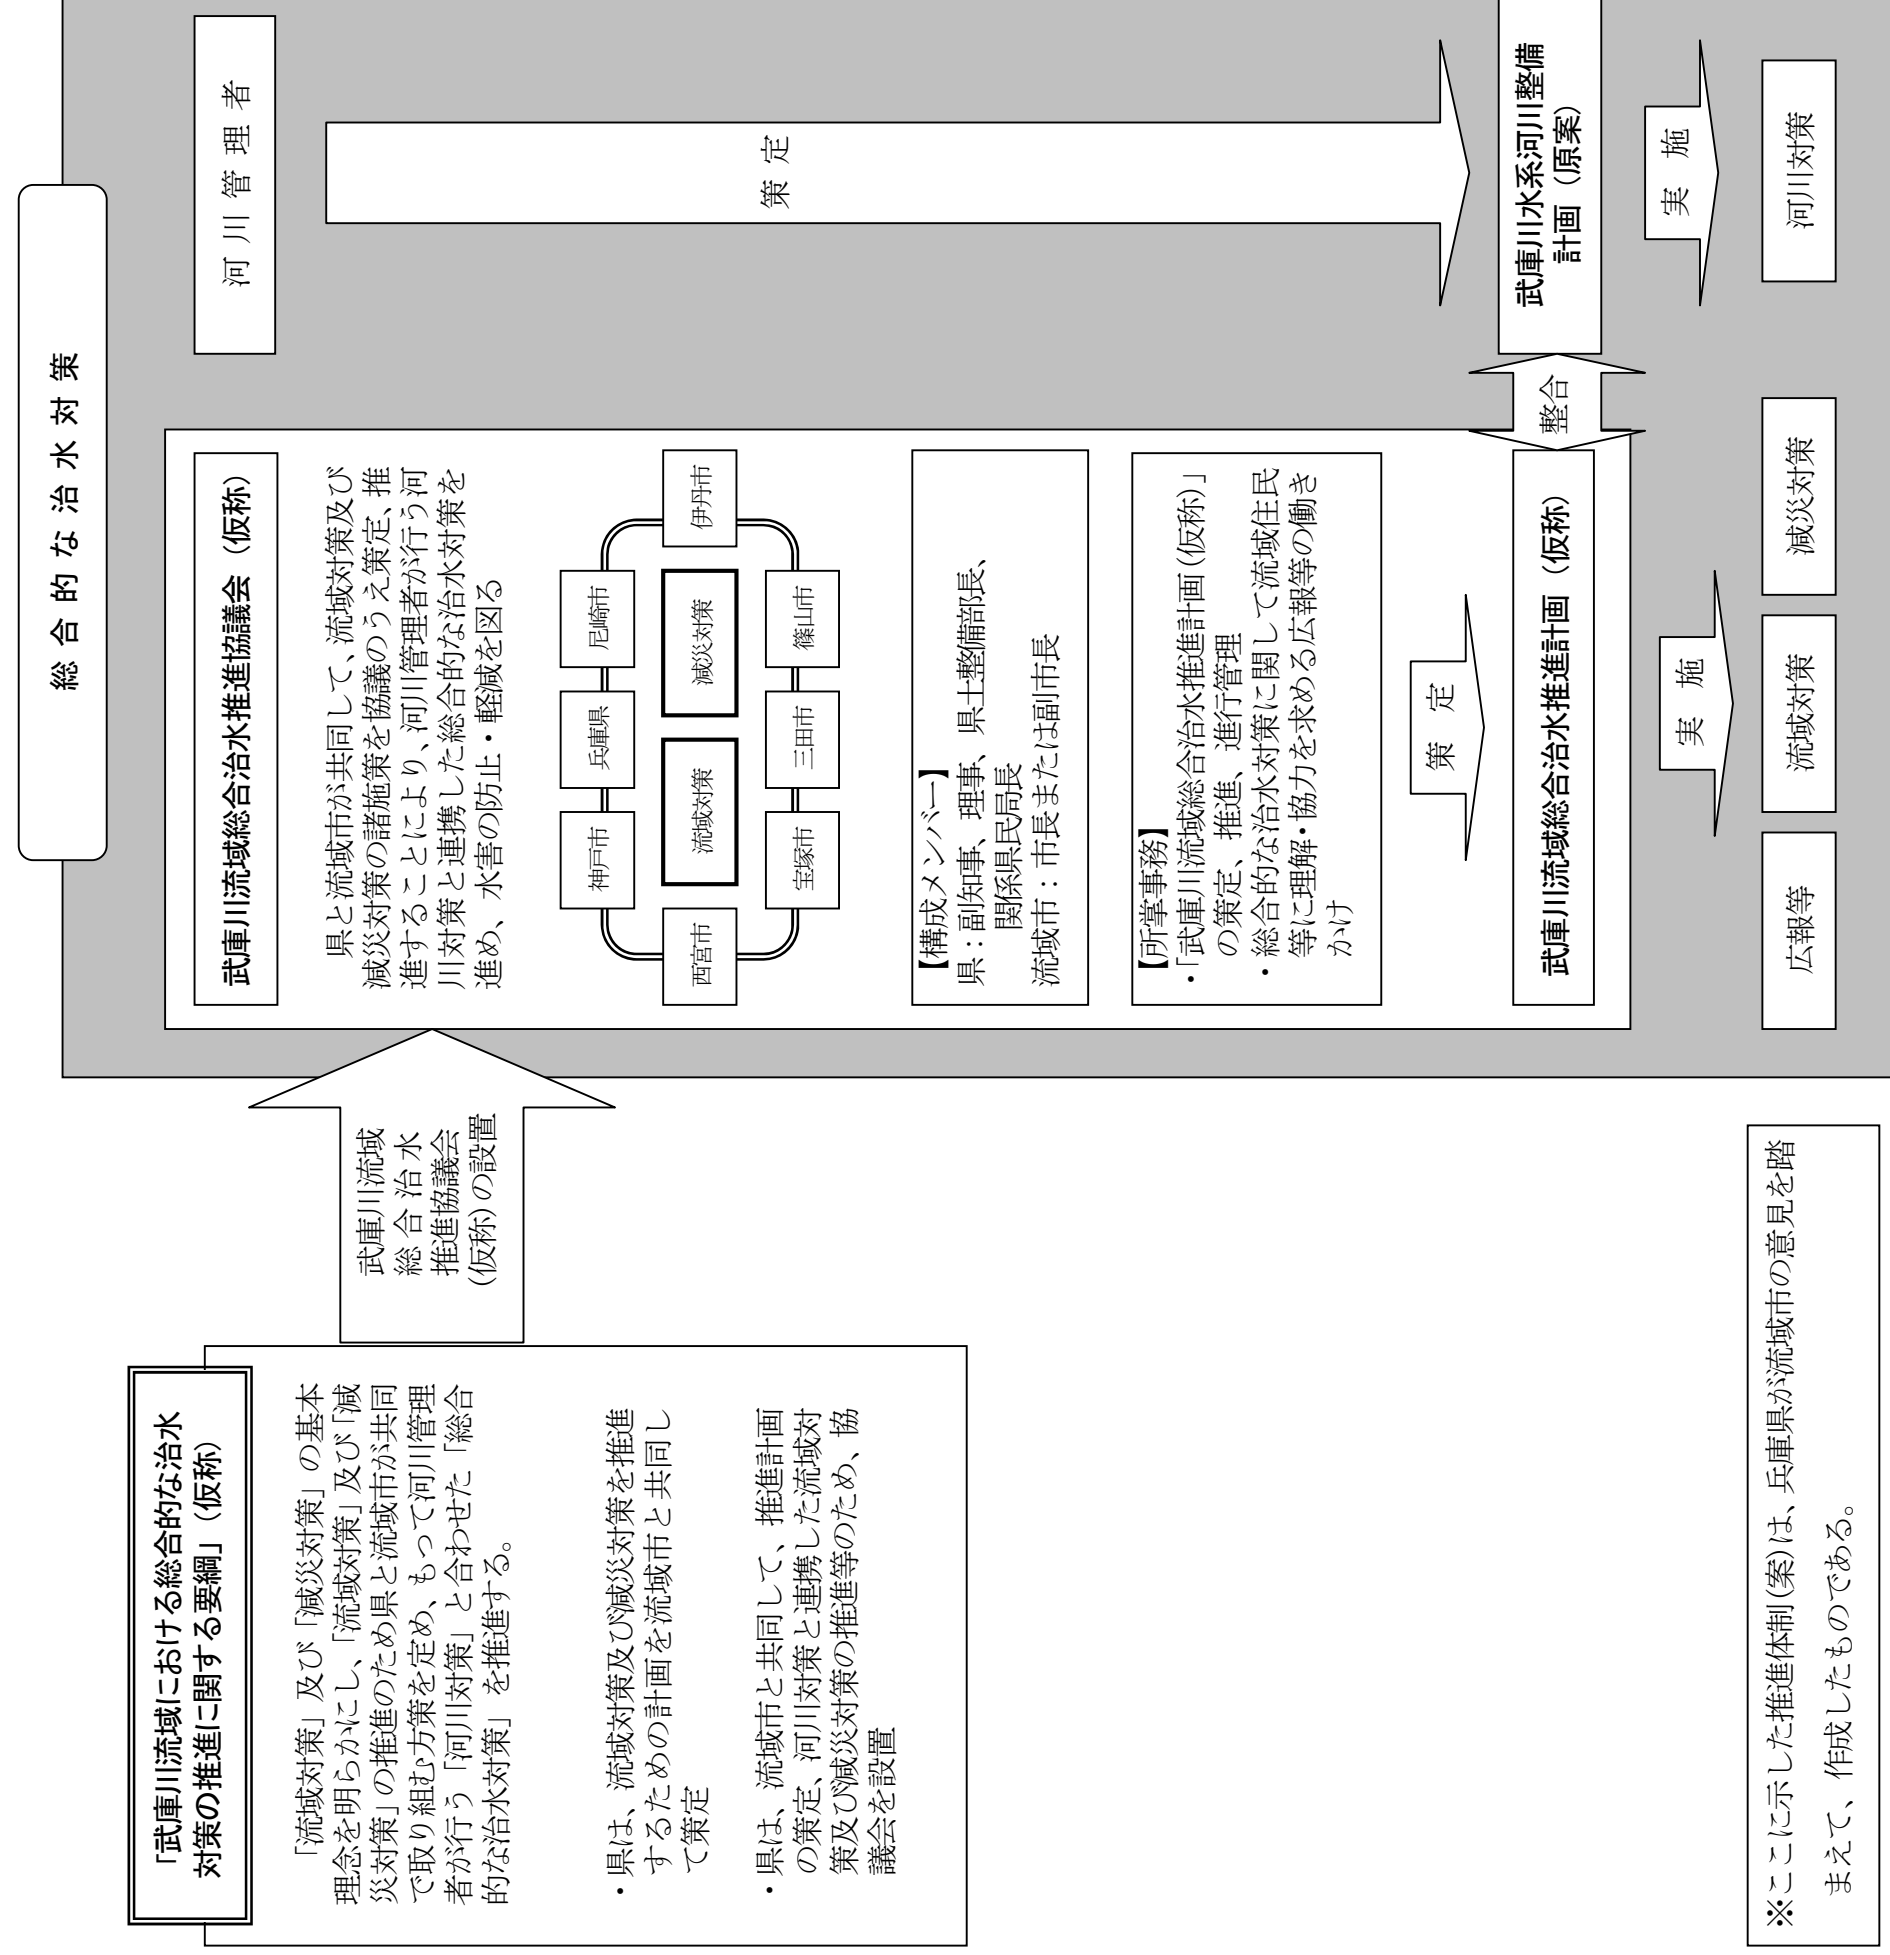 「武庫川流域における総合的な治水
対策の推進に関する要綱」（仮称）
「流域対策」及び「減災対策」の基本
理念を明らかにし、「流域対策」及び「減
災対策」の推進のため県と流域市が共同
で取り組む方策を定め、もって河川管理
者が行う「河川対策」と合わせた「総合
的な治水対策」を推進する。
・県は、流域対策及び減災対策を推進
するための計画を流域市と共同し
て策定
・県は、流域市と共同して、推進計画
の策定、河川対策と連携した流域対
策及び減災対策の推進等のため、協
議会を設置
武庫川流域
総合治水
推進協議会
(仮称)の設置
総合的な治水対策
武庫川流域総合治水推進協議会（仮称）
県と流域市が共同して、流域対策及び
減災対策の諸施策を協議のうえ策定、推
進することにより、河川管理者が行う河
川対策と連携した総合的な治水対策を
進め、水害の防止・軽減を図る
神戸市
兵庫県
尼崎市
西宮市
流域対策
減災対策
伊丹市
宝塚市
三田市
篠山市
【構成メンバー】
県：副知事、理事、県土整備部長、
関係県民局長
流域市：市長または副市長
【所掌事務】
・「武庫川流域総合治水推進計画(仮称)」
の策定、推進、進行管理
・総合的な治水対策に関して流域住民
等に理解・協力を求める広報等の働き
かけ
策定
武庫川流域総合治水推進計画（仮称）
実施
広報等
流域対策
減災対策
河川管理者
策定
整合
武庫川水系河川整備
計画（原案）
実施
河川対策
※ここに示した推進体制(案)は、兵庫県が流域市の意見を踏
まえて、作成したものである。